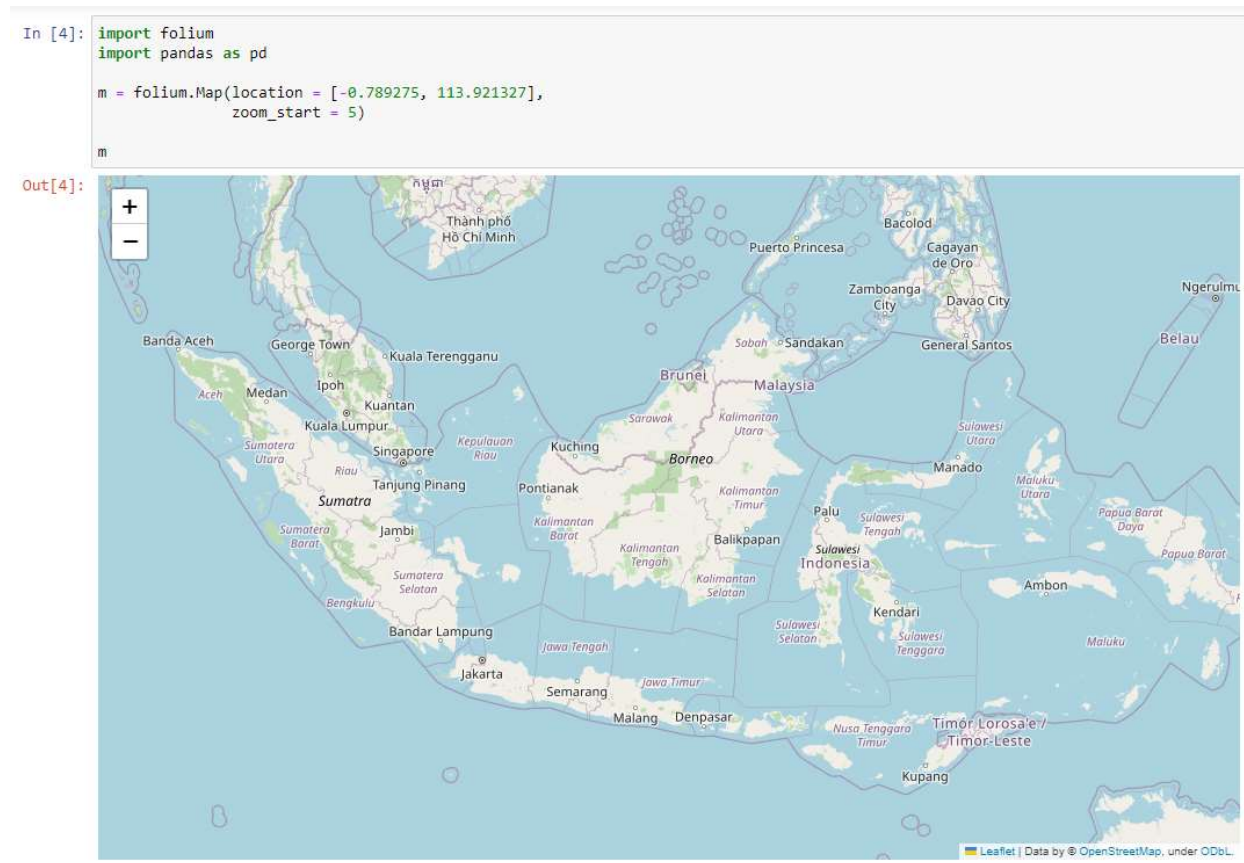 In [4]: import folium
import pandas as pd
m = folium.Map(location = [-0.789275, 113.921327],
zoom_start = 5)
m
Out[4]:
+
−
កម្ពុជា
Thành phố
Hồ Chí Minh
Bacolod
Puerto Princesa
Cagayan
de Oro
Zamboanga
City
Davao City
Ngerulmu
General Santos
Belau
Banda Aceh
George Town
Kuala Terengganu
Sabah
Sandakan
Brunei
Malaysia
Aceh
Medan
Ipoh
Kuantan
Kuala Lumpur
Sarawak
Kalimantan
Utara
Sumatera
Utara
Riau
Singapore
Kepulauan
Riau
Kuching
Borneo
Sulawesi
Utara
Manado
Sumatra
Tanjung Pinang
Pontianak
Kalimantan
Timur
Maluku
Utara
Palu
Sulawesi
Tengah
Papua Barat
Daya
Sumatera
Barat
Jambi
Kalimantan
Barat
Kalimantan
Tengah
Balikpapan
Sulawesi
Indonesia
Papua Barat
Sumatera
Selatan
Kalimantan
Selatan
Ambon
Bengkulu
Kendari
Bandar Lampung
Sulawesi
Selatan
Sulawesi
Tenggara
Maluku
Jawa Tengah
Jakarta
Semarang
Jawa Timur
Malang
Denpasar
Nusa Tenggara
Timur
Timór Lorosa'e /
Timor-Leste
Kupang
Leaflet | Data by © OpenStreetMap, under ODbL.